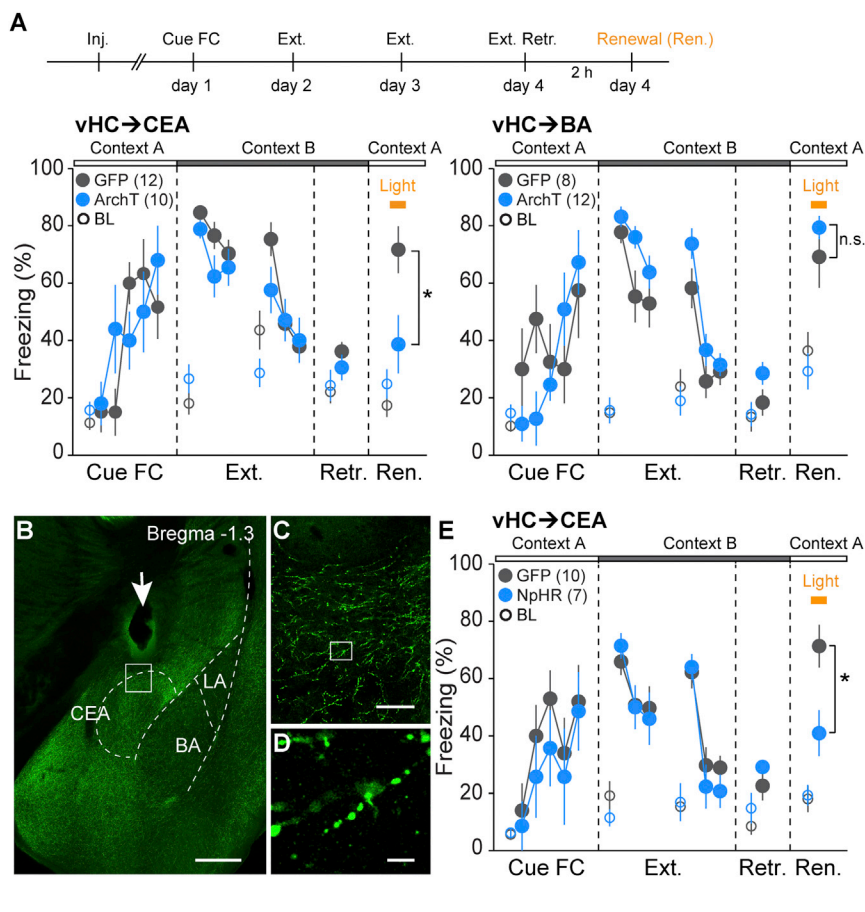 A
Inj. Cue FC Ext. Ext. Ext. Retr. Renewal (Ren.)
day 1 day 2 day 3 day 4 2 h day 4
vHC→CEA
Context A Context B Context A
100
80
60
40
20
0
Freezing (%)
GFP (12)
ArchT (10)
BL
Light
*
Cue FC Ext. Retr. Ren.
vHC→BA
Context A Context B Context A
100
80
60
40
20
0
GFP (8)
ArchT (12)
BL
Light
n.s.
Cue FC Ext. Retr. Ren.
B
Bregma -1.3
CEA
LA
BA
C
D
E
vHC→CEA
Context A Context B Context A
100
80
60
40
20
0
Freezing (%)
GFP (10)
NpHR (7)
BL
Light
*
Cue FC Ext. Retr. Ren.